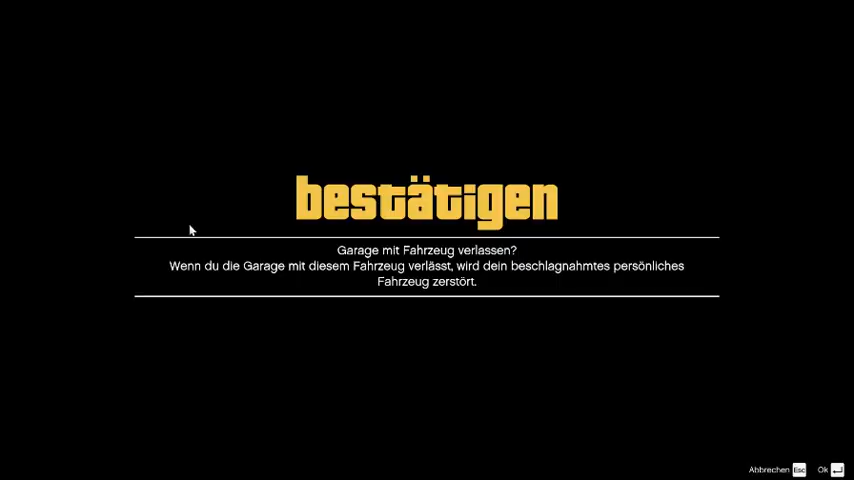 bestätigen
Garage mit Fahrzeug verlassen?
Wenn du die Garage mit diesem Fahrzeug verlässt, wird dein beschlagnahmtes persönliches
Fahrzeug zerstört.
Abbrechen Esc Ok